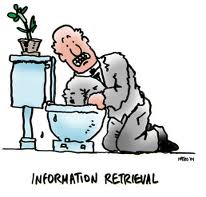 INFORMATION RETRIEVAL